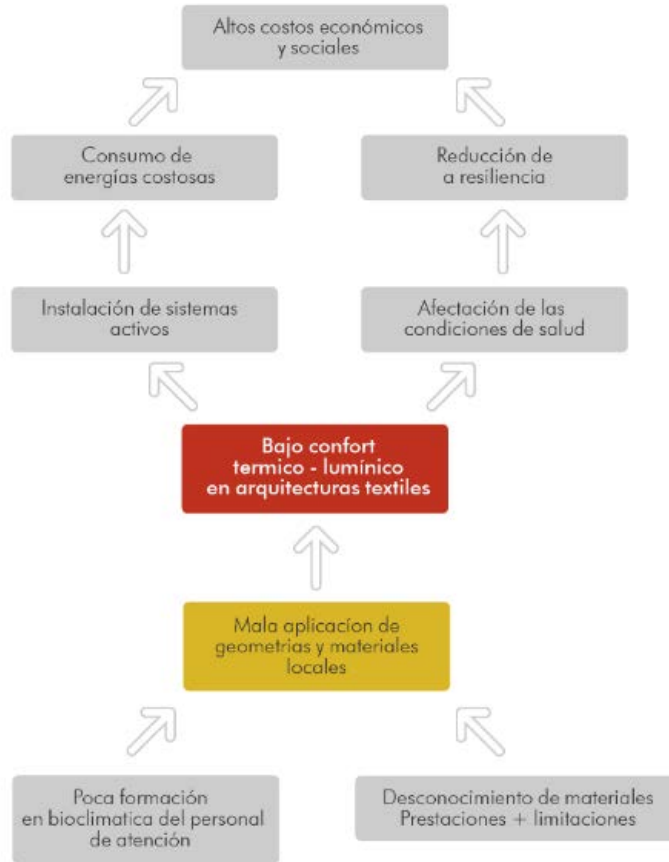 Altos costos económicos
y sociales
Consumo de
energías costosas
Reducción de
a resiliencia
Instalación de sistemas
activos
Afectación de las
condiciones de salud
Bajo confort
termico - lumínico
en arquitecturas textiles
Mala aplicacíon de
geometrias y materiales
locales
Poca formación
en bioclimatica del personal
de atención
Desconocimiento de materiales
Prestaciones + limitaciones